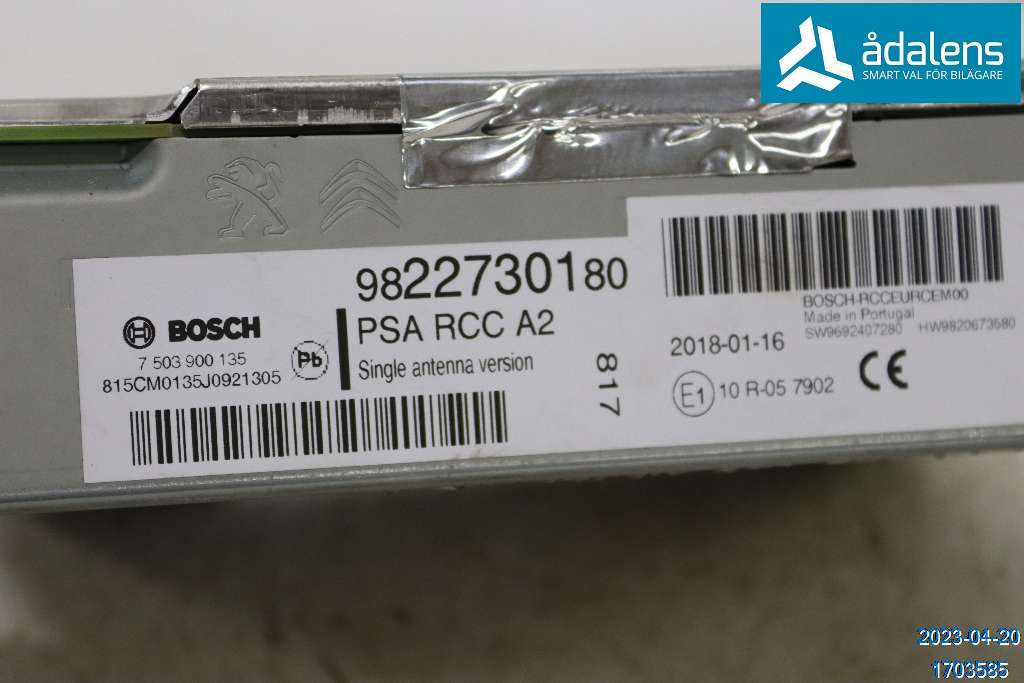 ådalens
SMART VAL FÖR BILÄGARE
9822730180
BOSCH
PSA RCC A2
7 503 900 135
Pb
Single antenna version
815CM0135J0921305
817
BOSCH-RCCEURCEM00
Made in Portugal
SW9692407280 HW9820673580
2018-01-16
E1 10 R-05 7902
CE
2023-04-20
1703585